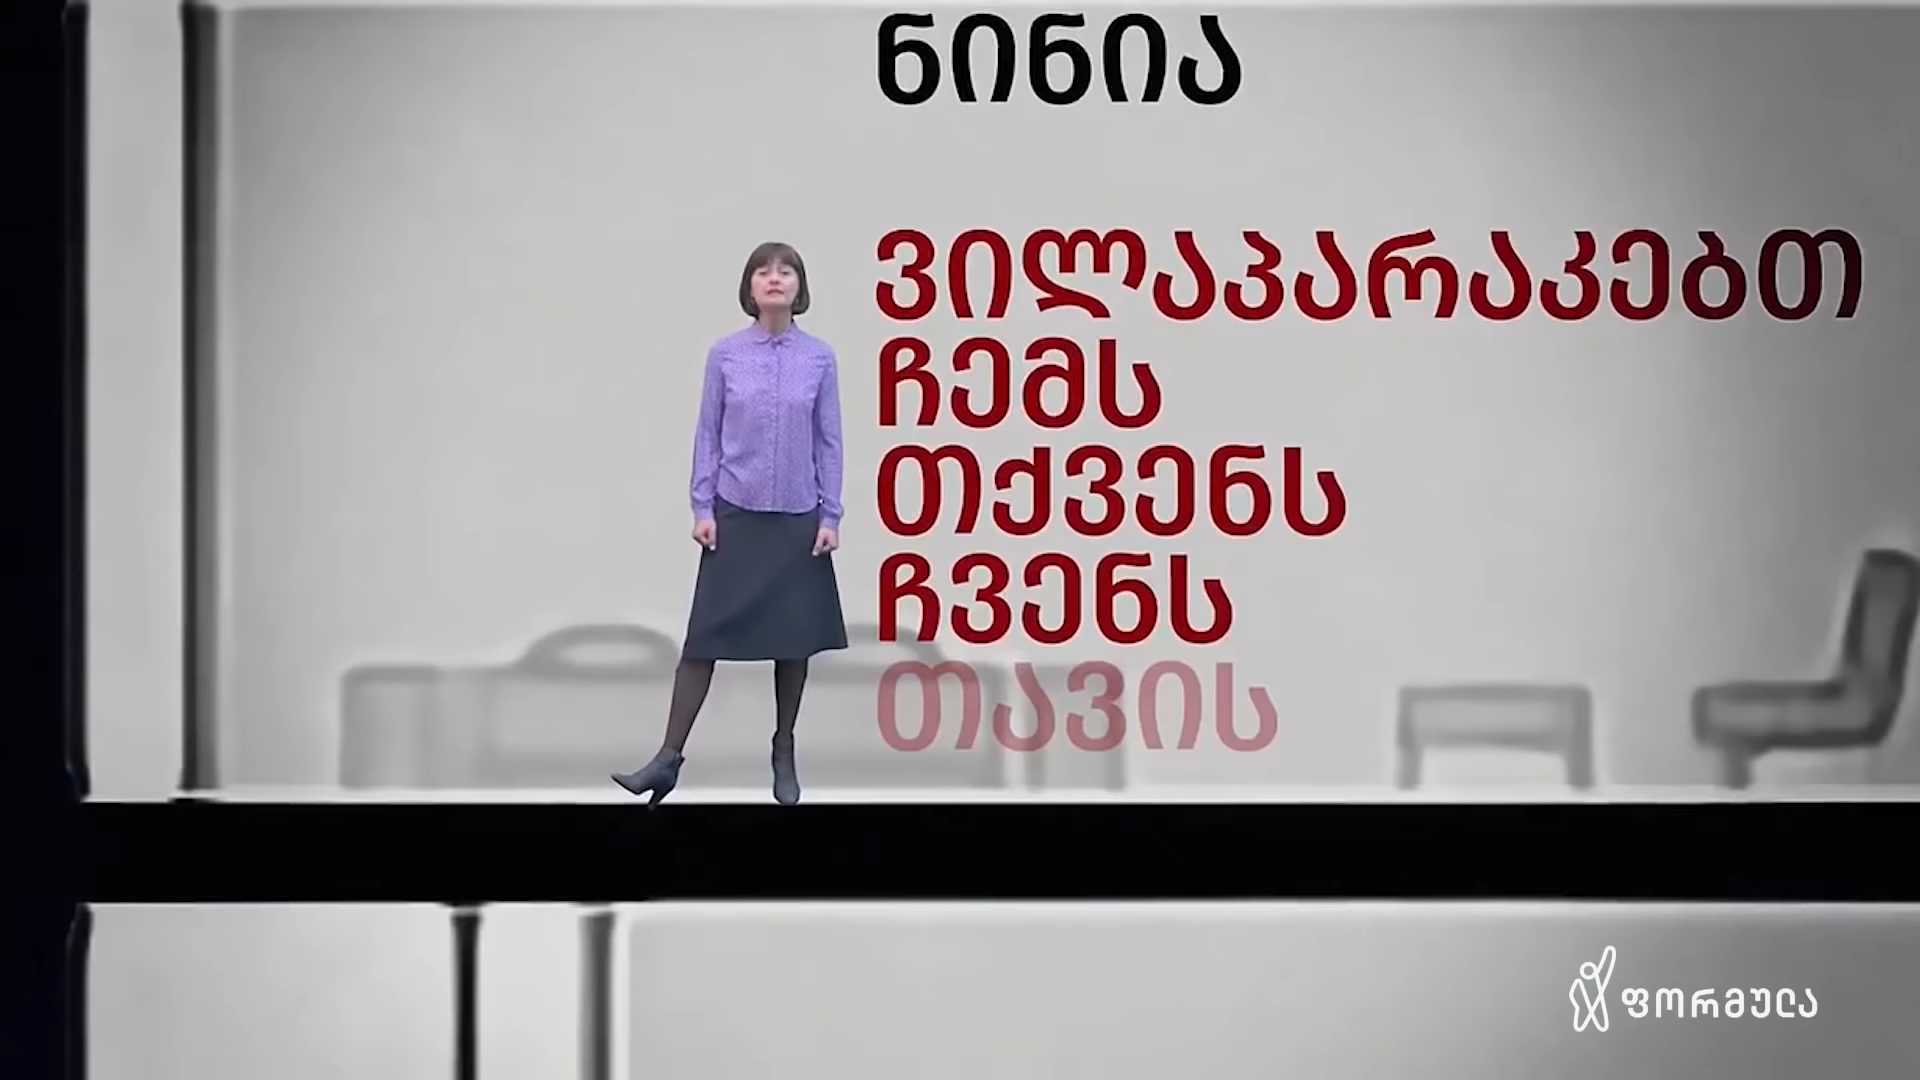 ნინია
ვილაპარაკებთ
ჩემს
თქვენს
ჩვენს
თავის
ფორმულა